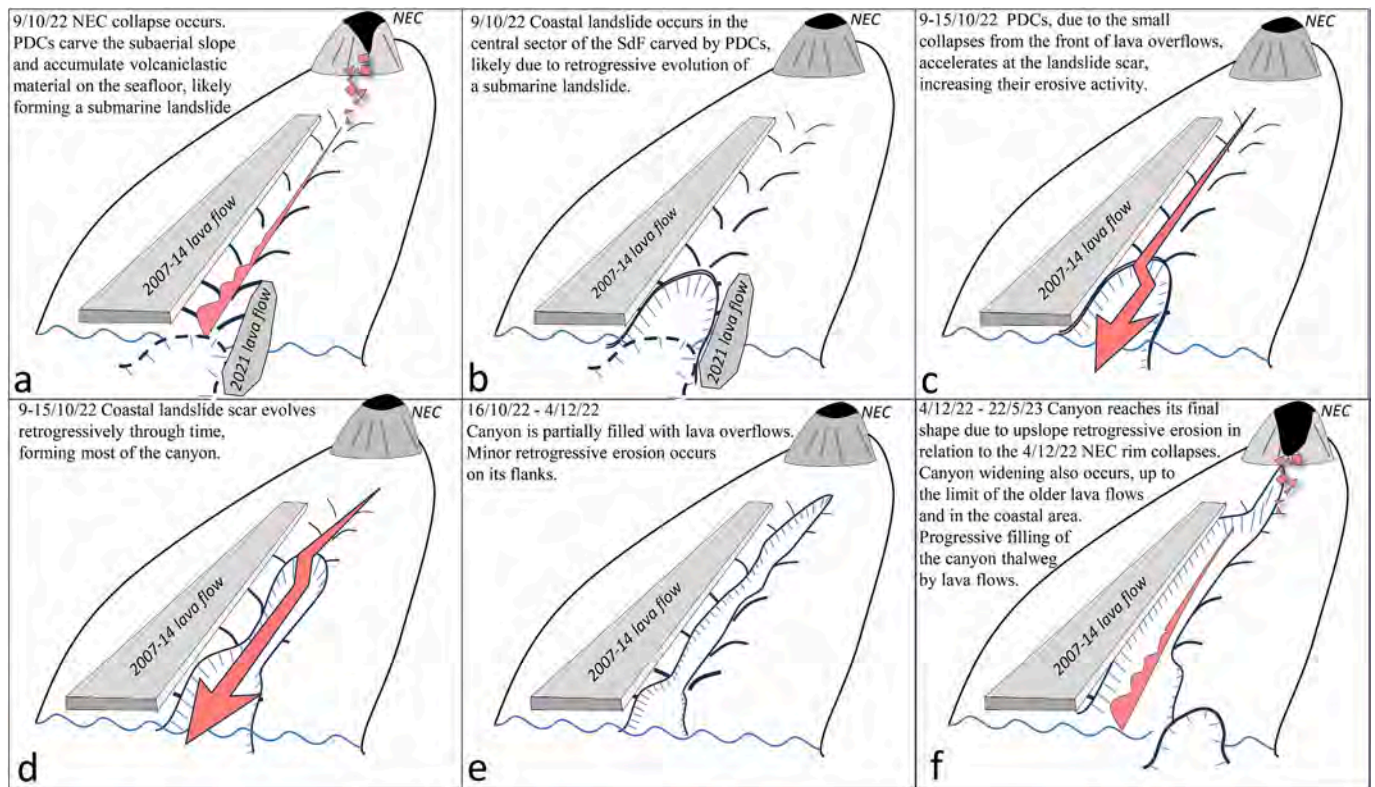 9/10/22 NEC collapse occurs.
PDCs carve the subaerial slope
and accumulate volcaniclastic
material on the seafloor, likely
forming a submarine landslide
NEC
2007-14 lava flow
2021 lava flow
a
9/10/22 Coastal landslide occurs in the
central sector of the SdF carved by PDCs,
likely due to retrogressive evolution of
a submarine landslide.
NEC
2007-14 lava flow
2021 lava flow
b
9-15/10/22 PDCs, due to the small
collapses from the front of lava overflows,
accelerates at the landslide scar,
increasing their erosive activity.
NEC
2007-14 lava flow
c
9-15/10/22 Coastal landslide scar evolves
retrogressively through time,
forming most of the canyon.
NEC
2007-14 lava flow
d
16/10/22 - 4/12/22
Canyon is partially filled with lava overflows.
Minor retrogressive erosion occurs
on its flanks.
NEC
2007-14 lava flow
e
4/12/22 - 22/5/23 Canyon reaches its final
shape due to upslope retrogressive erosion in
relation to the 4/12/22 NEC rim collapses.
Canyon widening also occurs, up to
the limit of the older lava flows
and in the coastal area.
Progressive filling of
the canyon thalweg
by lava flows.
NEC
2007-14 lava flow
f